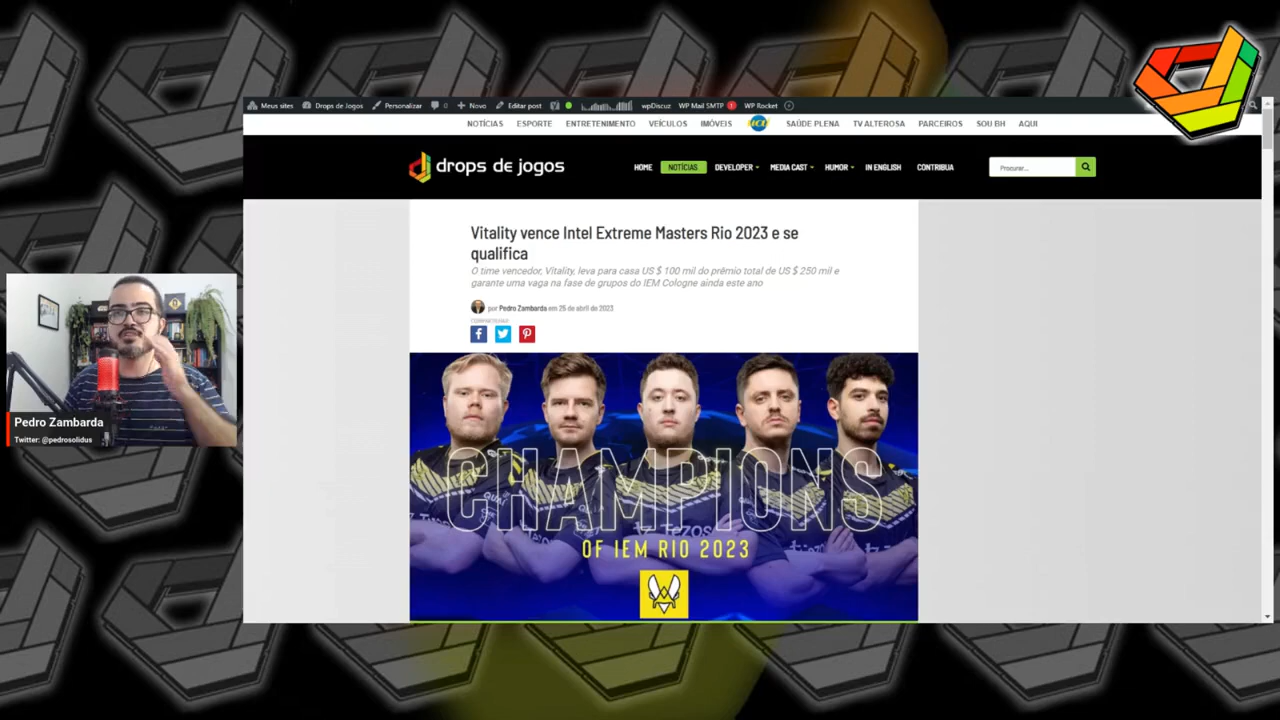 Meus sites
Drops de Jogos
Personalizar
0
Novo
Editar post
wpDiscuz
WP Mail SMTP
WP Rocket
NOTÍCIAS
ESPORTE
ENTRETENIMENTO
VEÍCULOS
IMÓVEIS
SAÚDE PLENA
TV ALTEROSA
PARCEIROS
SOU BH
AQUI
drops de jogos
HOME
NOTÍCIAS
DEVELOPER
MEDIA CAST
HUMOR
IN ENGLISH
CONTRIBUA
Procurar...
Vitality vence Intel Extreme Masters Rio 2023 e se
qualifica
O time vencedor, Vitality, leva para casa US $ 100 mil do prêmio total de US $ 250 mil e
garante uma vaga na fase de grupos do IEM Cologne ainda este ano
por Pedro Zambarda em 25 de abril de 2023
Pedro Zambarda
Twitter: @pedrosolidus
CHAMPIONS
OF IEM RIO 2023